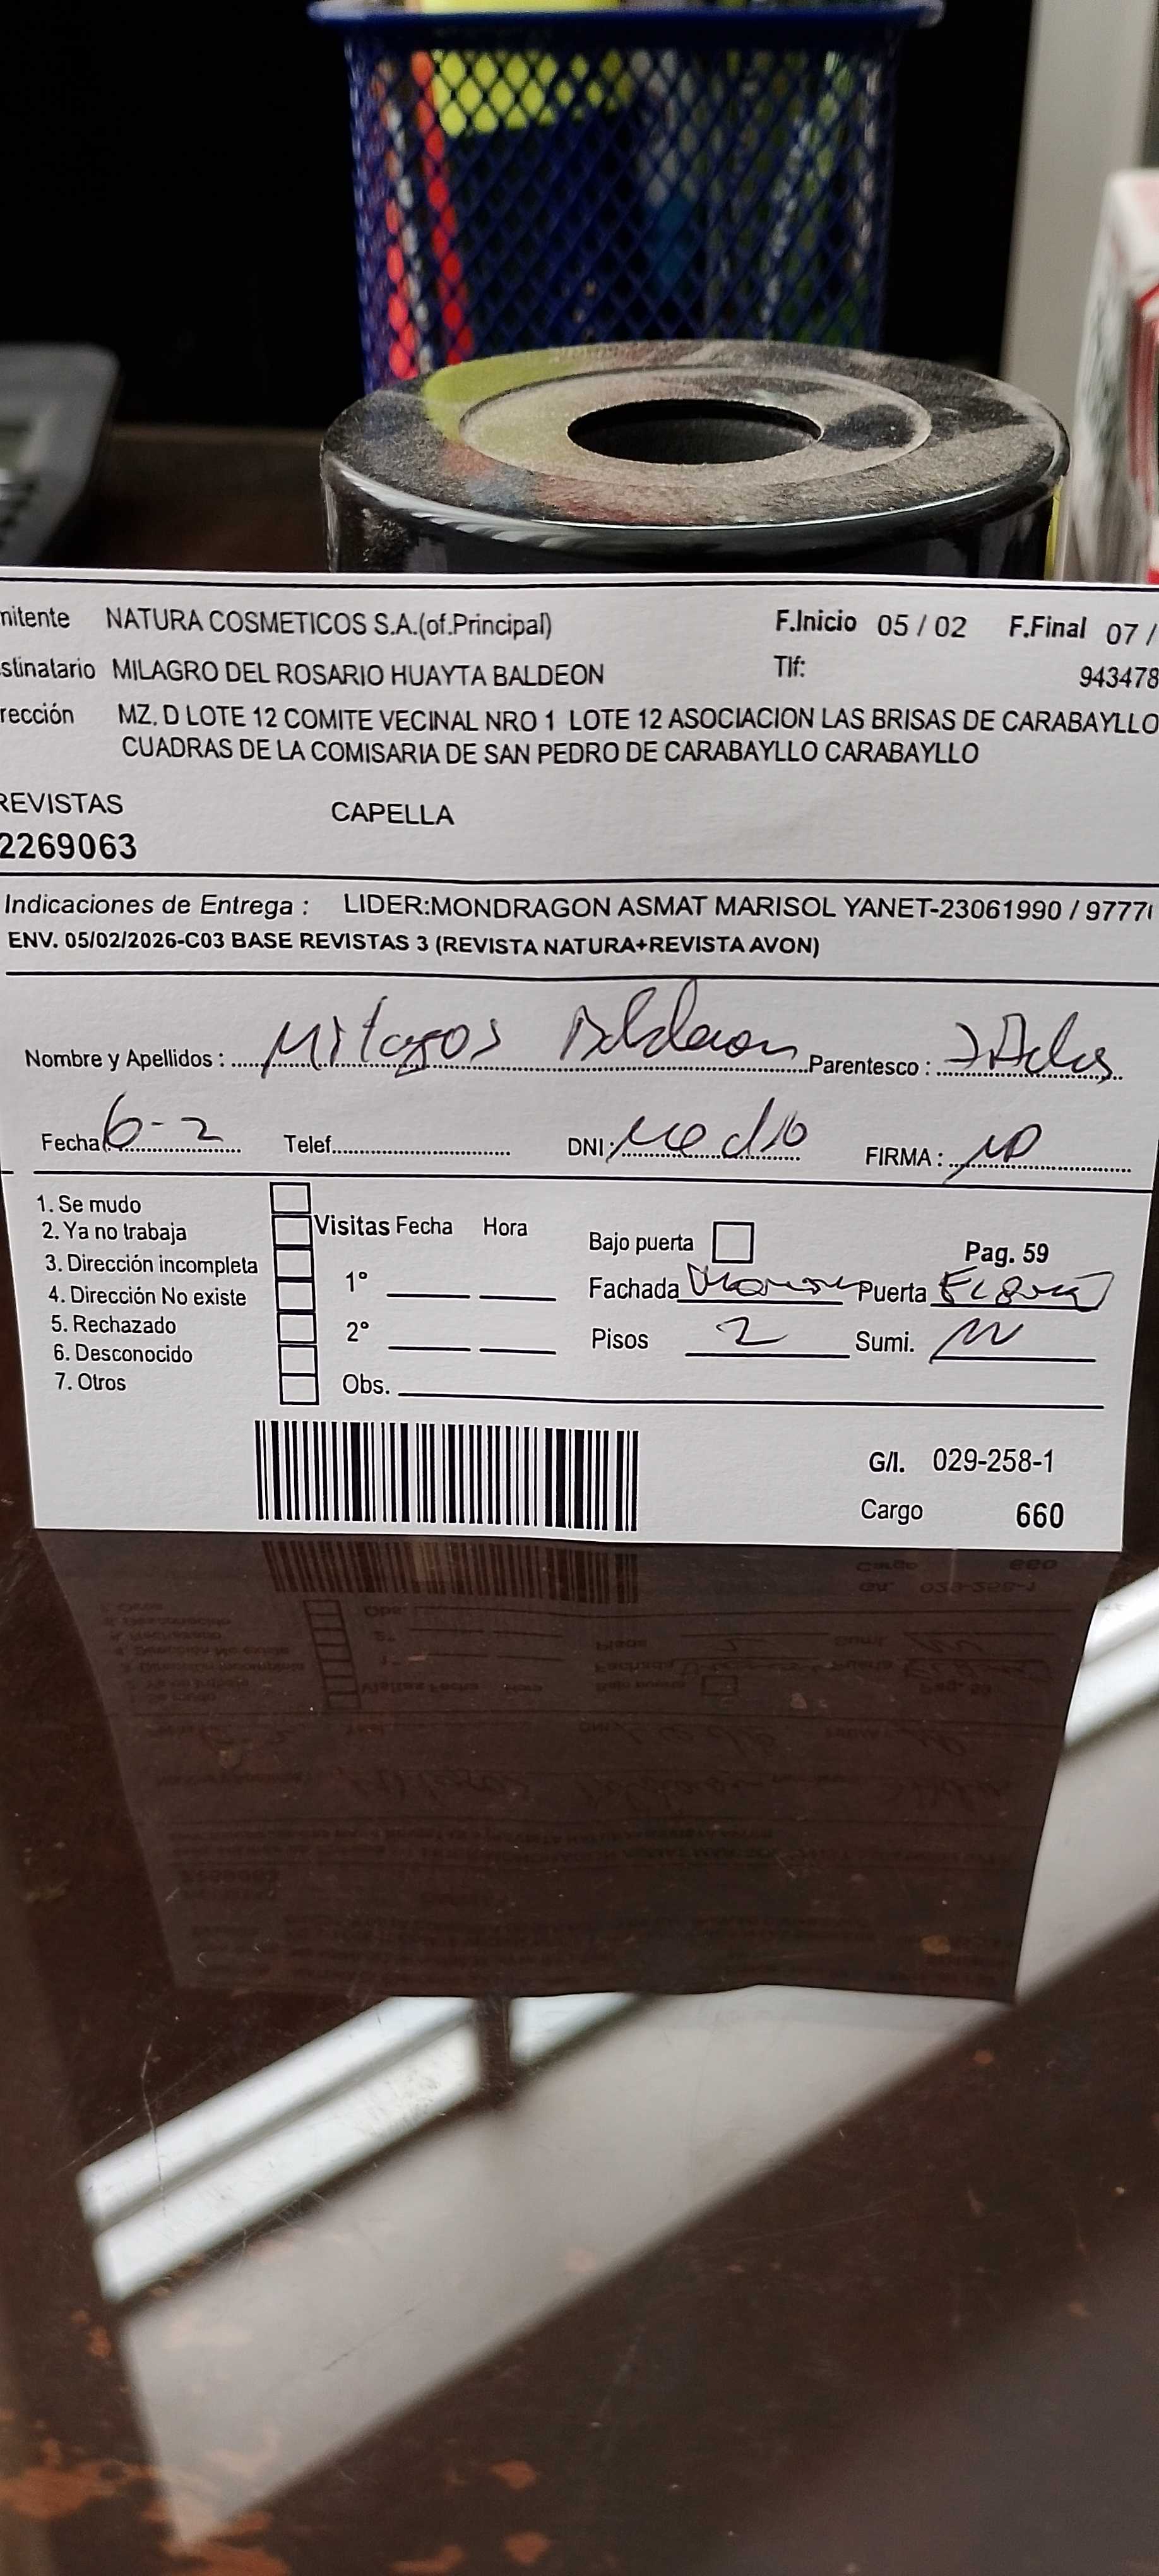 mitente NATURA COSMETICOS S.A.(of.Principal) F.Inicio 05 / 02 F.Final 07 /
stinatario MILAGRO DEL ROSARIO HUAYTA BALDEON Tlf: 943478
rección MZ. D LOTE 12 COMITE VECINAL NRO 1 LOTE 12 ASOCIACION LAS BRISAS DE CARABAYLLO
CUADRAS DE LA COMISARIA DE SAN PEDRO DE CARABAYLLO CARABAYLLO
REVISTAS CAPELLA
2269063
Indicaciones de Entrega : LIDER:MONDRAGON ASMAT MARISOL YANET-23061990 / 9777
ENV. 05/02/2026-C03 BASE REVISTAS 3 (REVISTA NATURA+REVISTA AVON)
Nombre y Apellidos : Milagros Baldeon Parentesco :
Fecha: 6-2 Telef. DNI: FIRMA :
1. Se mudo
2. Ya no trabaja Visitas Fecha Hora
3. Dirección incompleta Bajo puerta Pag. 59
4. Dirección No existe 1° Fachada Puerta
5. Rechazado 2° Pisos 2 Sumi.
6. Desconocido
7. Otros Obs.
G/I. 029-258-1
Cargo 660